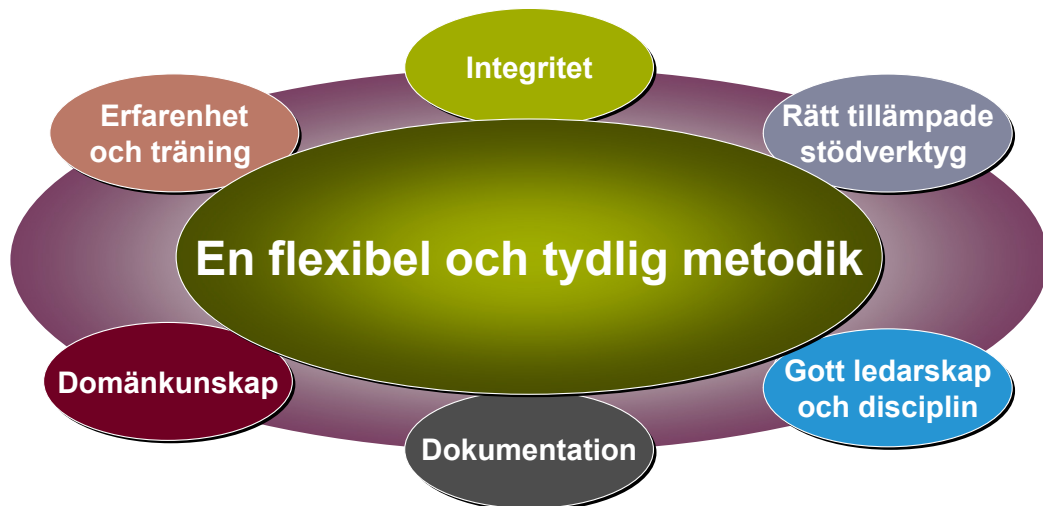 Integritet
Erfarenhet
och träning
Rätt tillämpade
stödverktyg
En flexibel och tydlig metodik
Domänkunskap
Gott ledarskap
och disciplin
Dokumentation